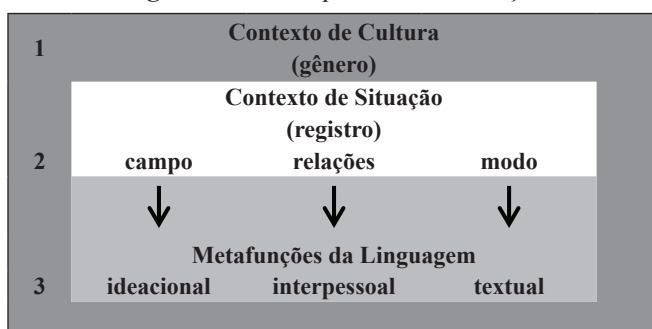 1
Contexto de Cultura
(gênero)
Contexto de Situação
(registro)
2 campo relações modo
Metafunções da Linguagem
3 ideacional interpessoal textual